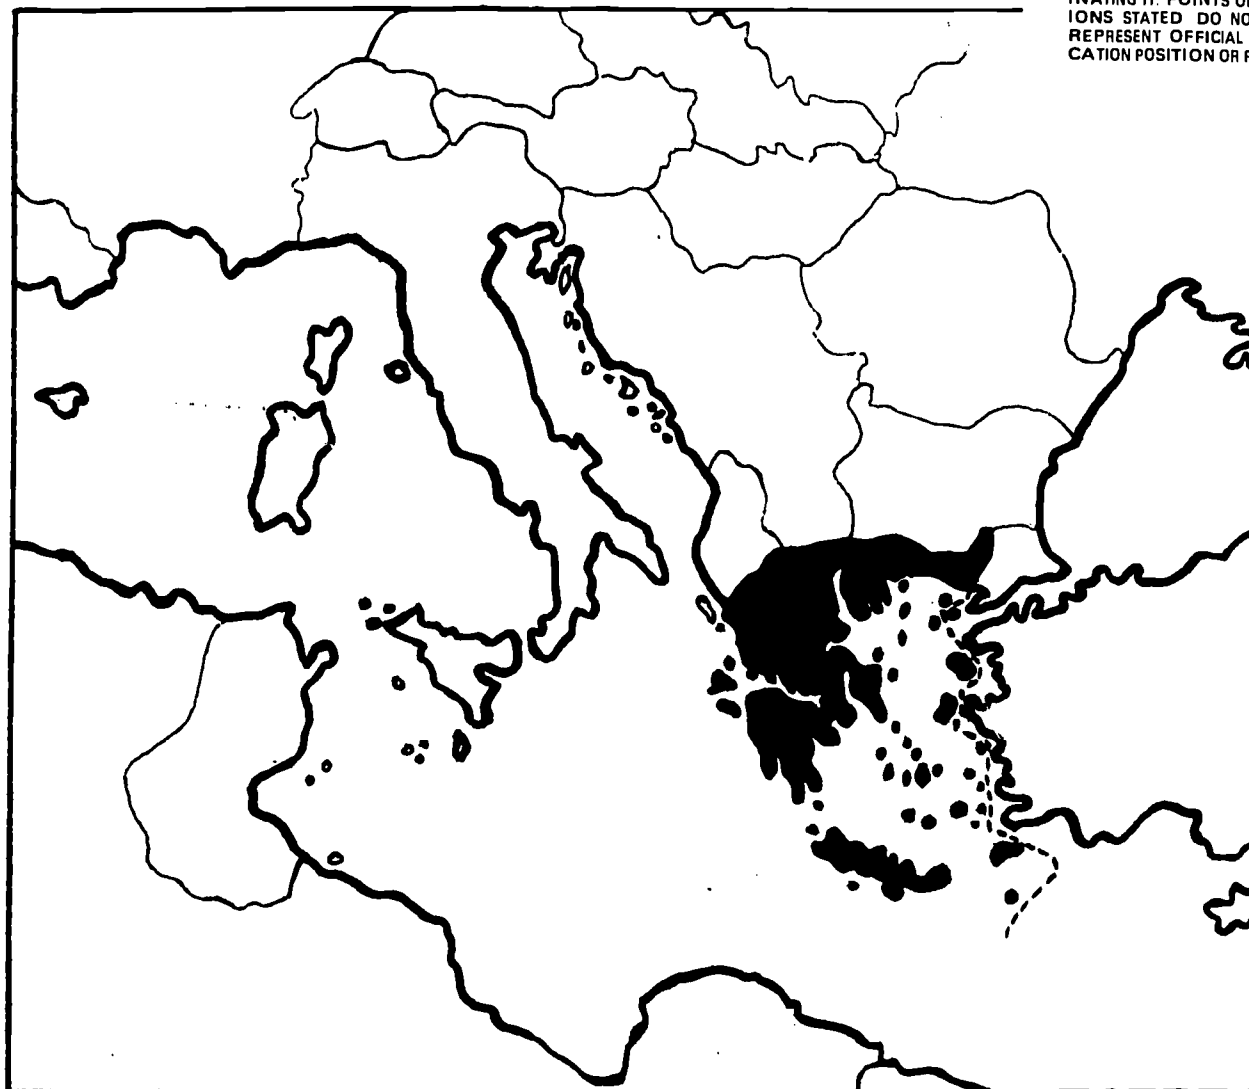 INATING IT. POINTS OF
IONS STATED DO NO
REPRESENT OFFICIAL
CATION POSITION OR